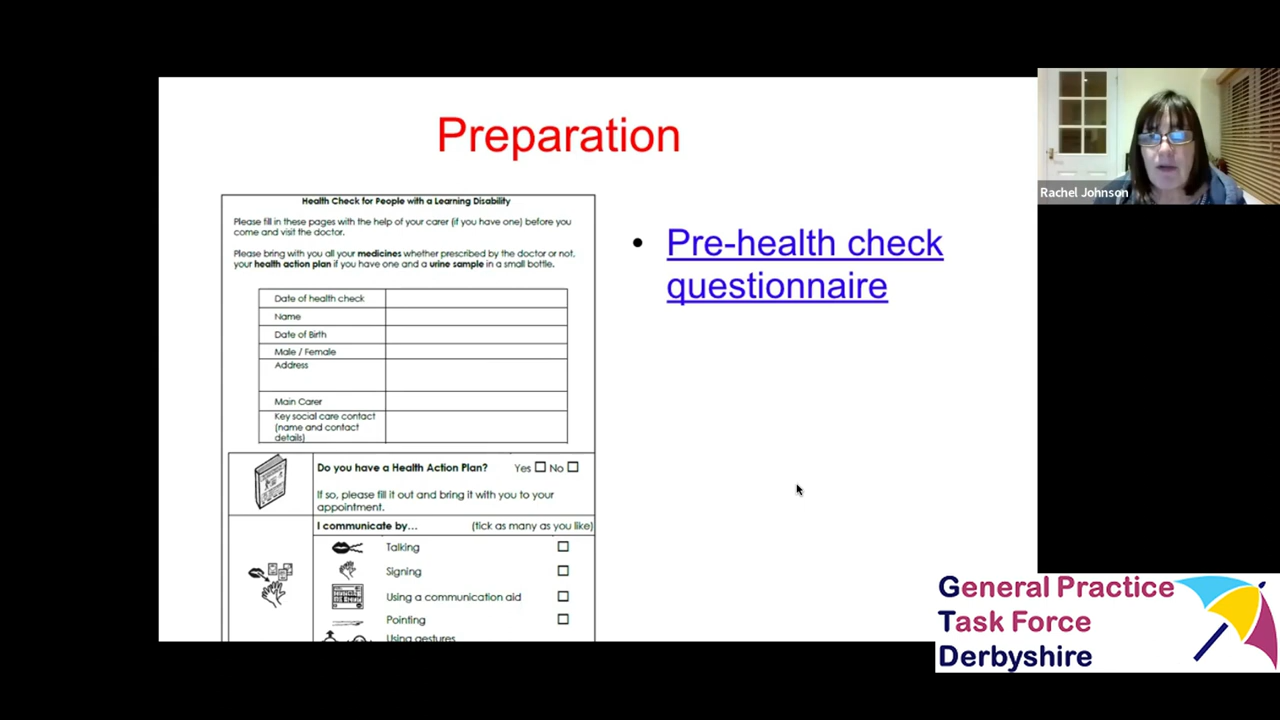 Preparation
Health Check for People with a Learning Disability
Please fill in these pages with the help of your carer (if you have one) before you
come and visit the doctor.
Please bring with you all your medicines whether prescribed by the doctor or not,
your health action plan if you have one and a urine sample in a small bottle.
Date of health check
Name
Date of Birth
Male / Female
Address
Main Carer
Key social care contact
(name and contact
details)
Do you have a Health Action Plan? Yes No
If so, please fill it out and bring it with you to your
appointment.
I communicate by... (tick as many as you like)
Talking
Signing
Using a communication aid
Pointing
Using gestures
• Pre-health check
questionnaire
Rachel Johnson
General Practice
Task Force
Derbyshire